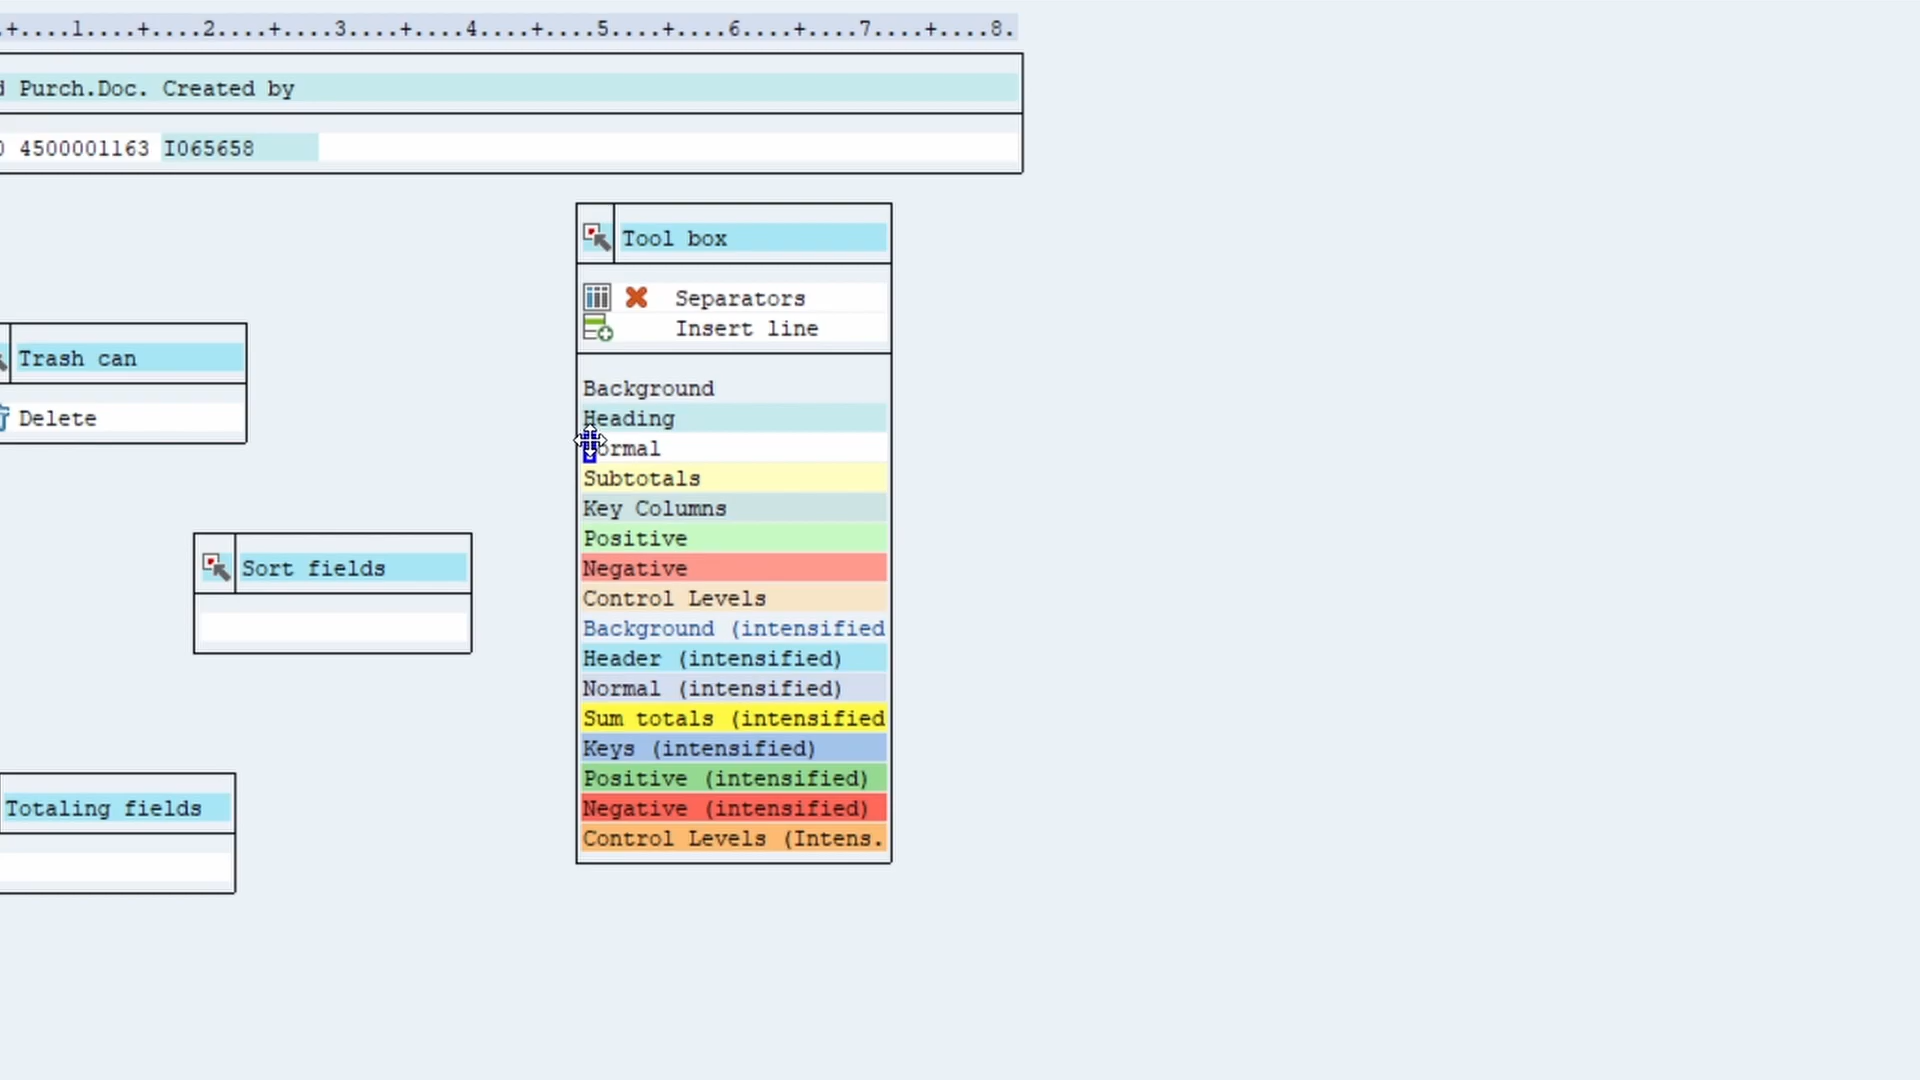 .+....1....+....2....+....3....+....4....+....5....+....6....+....7....+....8.
d Purch.Doc. Created by
0 4500001163 I065658
Tool box
Separators
Insert line
Trash can
Delete
Background
Heading
ormal
Subtotals
Key Columns
Positive
Negative
Control Levels
Background (intensified
Header (intensified)
Normal (intensified)
Sum totals (intensified
Keys (intensified)
Positive (intensified)
Negative (intensified)
Control Levels (Intens.
Sort fields
Totaling fields